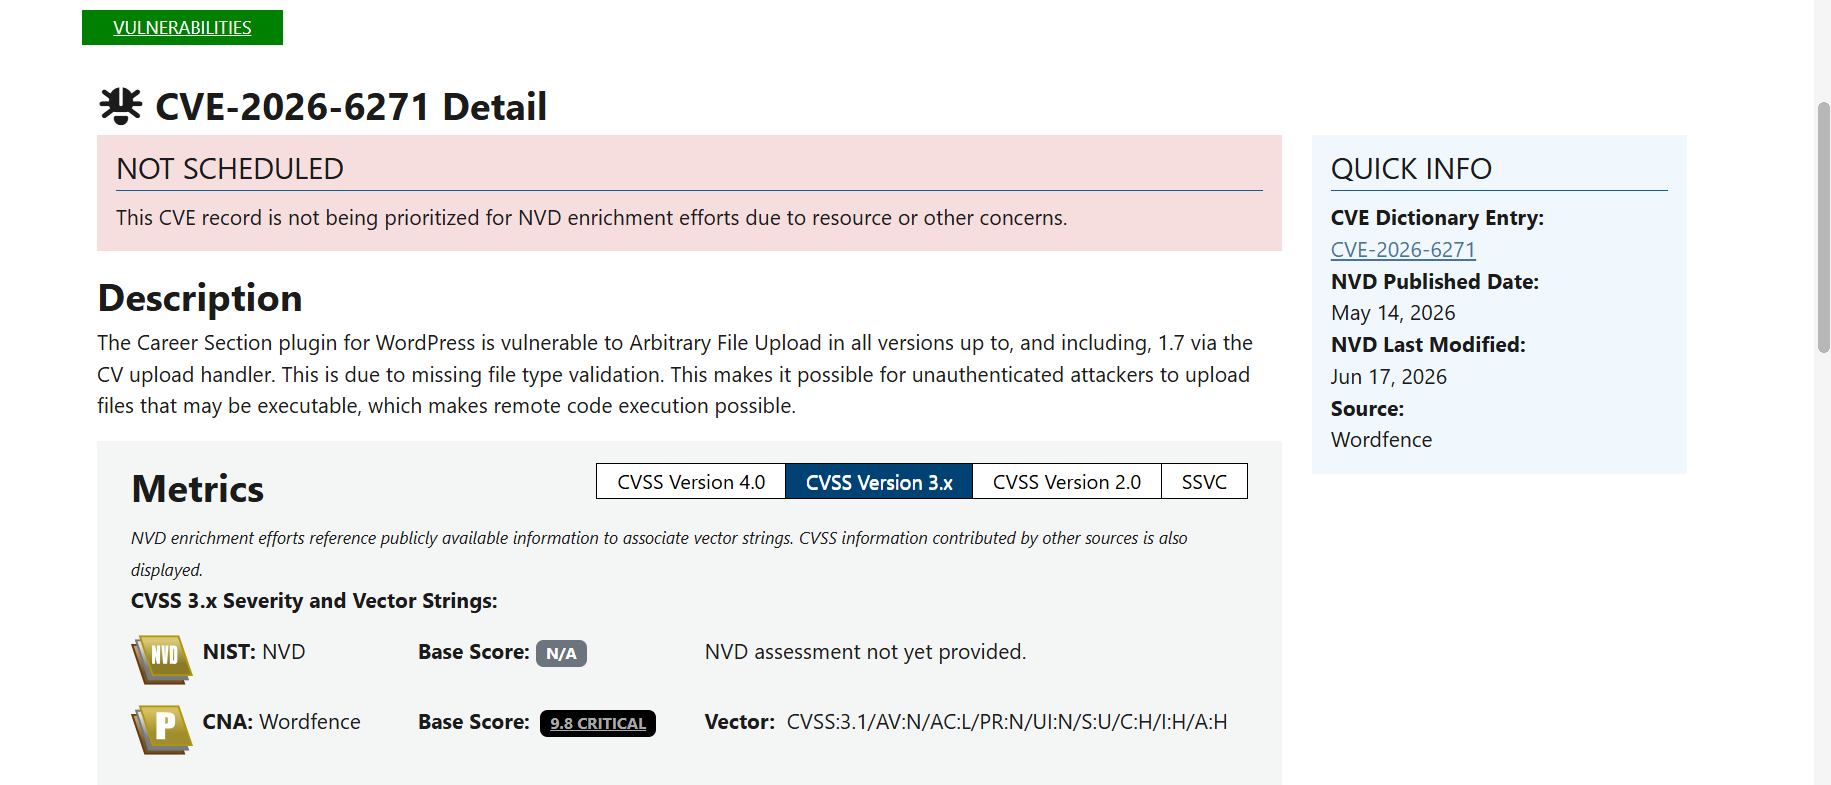 VULNERABILITIES
CVE-2026-6271 Detail
NOT SCHEDULED
This CVE record is not being prioritized for NVD enrichment efforts due to resource or other concerns.
Description
The Career Section plugin for WordPress is vulnerable to Arbitrary File Upload in all versions up to, and including, 1.7 via the
CV upload handler. This is due to missing file type validation. This makes it possible for unauthenticated attackers to upload
files that may be executable, which makes remote code execution possible.
Metrics
CVSS Version 4.0 CVSS Version 3.x CVSS Version 2.0 SSVC
NVD enrichment efforts reference publicly available information to associate vector strings. CVSS information contributed by other sources is also
displayed.
CVSS 3.x Severity and Vector Strings:
NVD NIST: NVD Base Score: N/A NVD assessment not yet provided.
P CNA: Wordfence Base Score: 9.8 CRITICAL Vector: CVSS:3.1/AV:N/AC:L/PR:N/UI:N/S:U/C:H/I:H/A:H
QUICK INFO
CVE Dictionary Entry:
CVE-2026-6271
NVD Published Date:
May 14, 2026
NVD Last Modified:
Jun 17, 2026
Source:
Wordfence